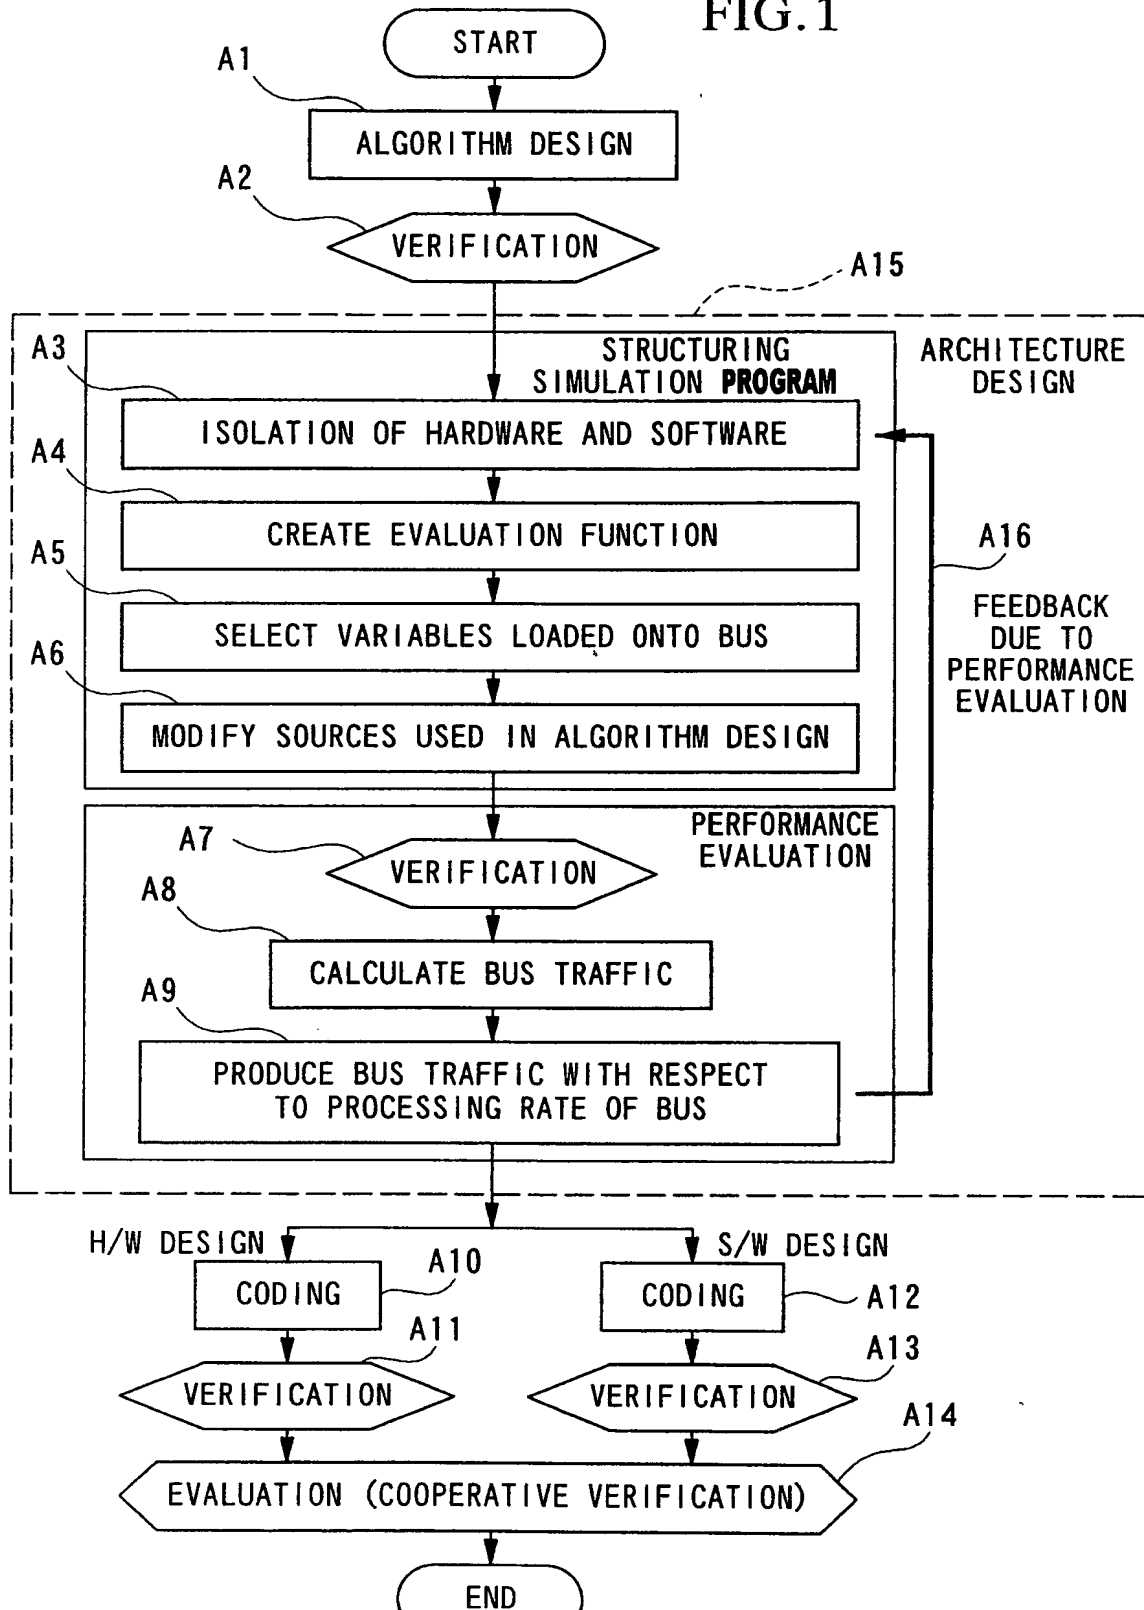 FIG. 1
START
A1
ALGORITHM DESIGN
A2
VERIFICATION
A15
A3
STRUCTURING
SIMULATION PROGRAM
ARCHITECTURE
DESIGN
ISOLATION OF HARDWARE AND SOFTWARE
A4
CREATE EVALUATION FUNCTION
A16
A5
FEEDBACK
DUE TO
PERFORMANCE
EVALUATION
SELECT VARIABLES LOADED ONTO BUS
A6
MODIFY SOURCES USED IN ALGORITHM DESIGN
PERFORMANCE
EVALUATION
A7
VERIFICATION
A8
CALCULATE BUS TRAFFIC
A9
PRODUCE BUS TRAFFIC WITH RESPECT
TO PROCESSING RATE OF BUS
H/W DESIGN
S/W DESIGN
A10
CODING
CODING
A12
A11
A13
VERIFICATION
VERIFICATION
A14
EVALUATION (COOPERATIVE VERIFICATION)
END